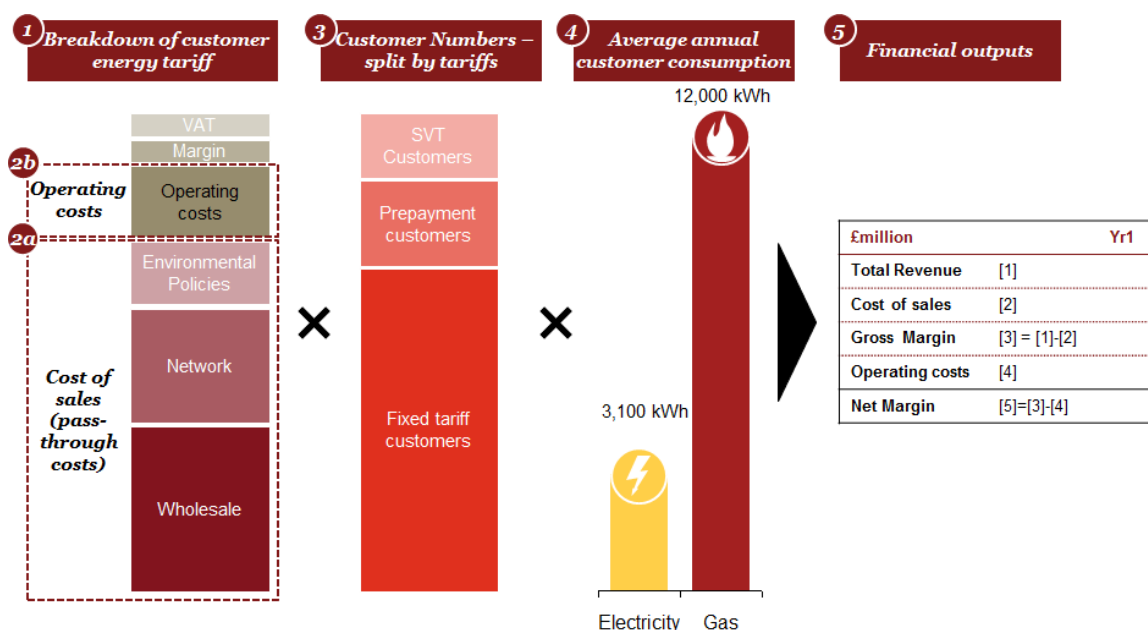 1
Breakdown of customer
energy tariff
3
Customer Numbers –
split by tariffs
4
Average annual
customer consumption
5
Financial outputs
VAT
Margin
2b
Operating
costs
Operating
costs
2a
Environmental
Policies
Network
Cost of
sales
(pass-
through
costs)
Wholesale
×
SVT
Customers
Prepayment
customers
Fixed tariff
customers
×
12,000 kWh
3,100 kWh
Electricity
Gas
£million Yr1
Total Revenue [1]
Cost of sales [2]
Gross Margin [3] = [1]-[2]
Operating costs [4]
Net Margin [5]=[3]-[4]